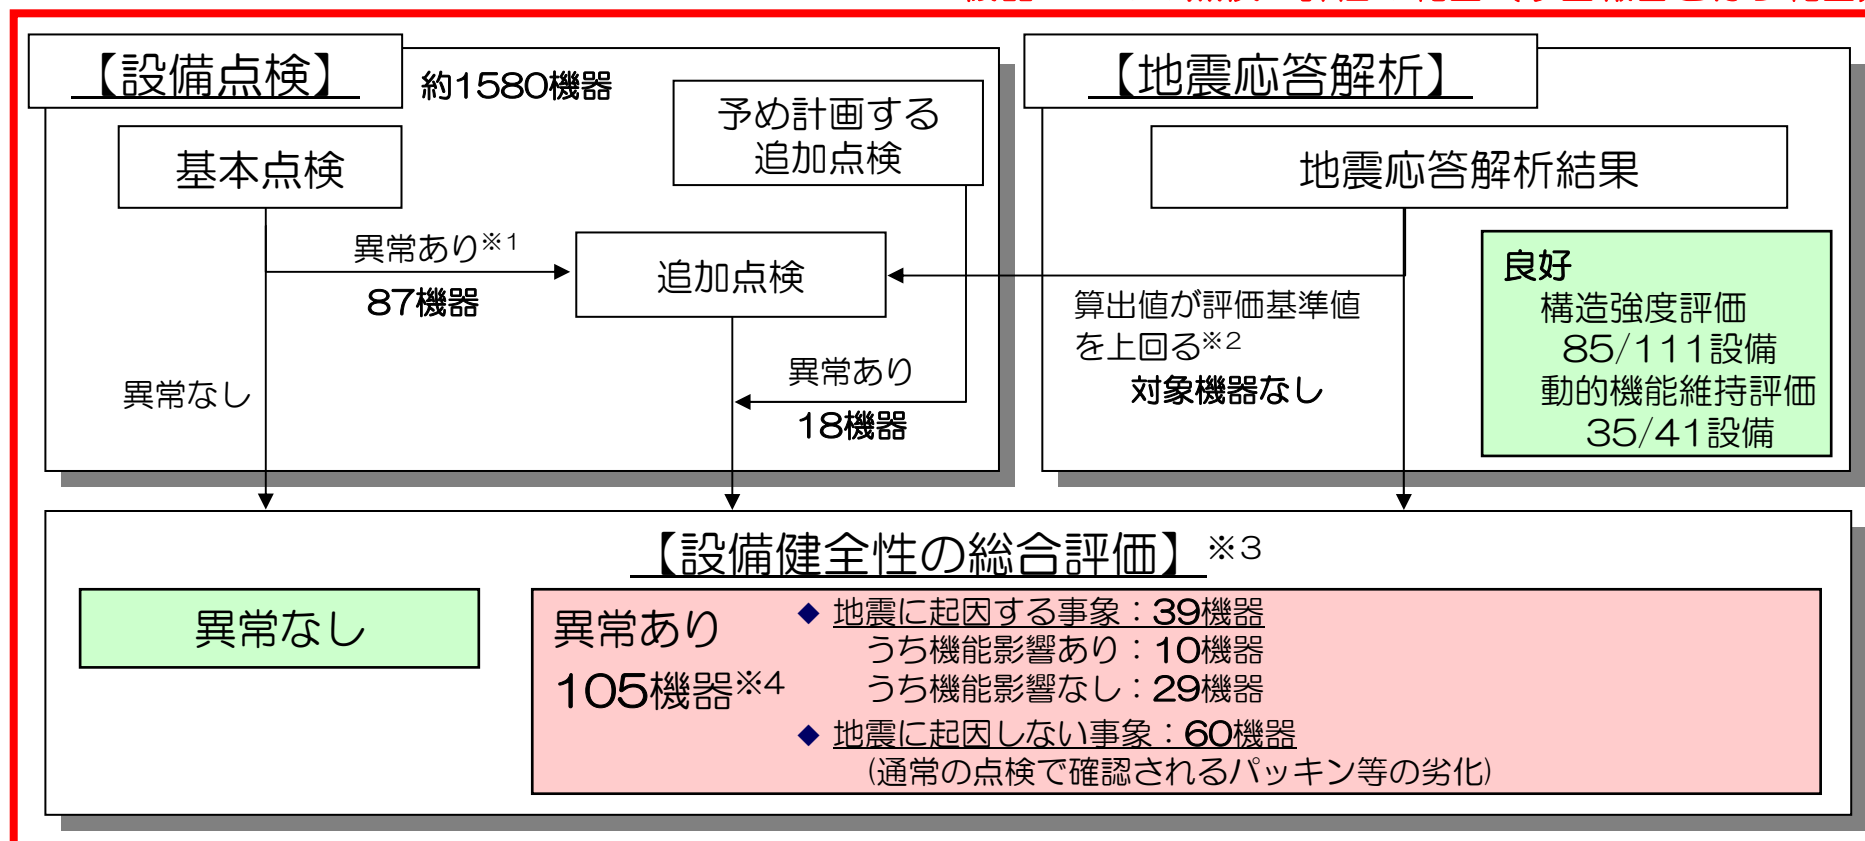 【設備点検】
約1580機器
基本点検
予め計画する
追加点検
異常あり※1
87機器
追加点検
異常なし
異常あり
18機器
【地震応答解析】
地震応答解析結果
算出値が評価基準値
を上回る※2
対象機器なし
良好
構造強度評価
85/111設備
動的機能維持評価
35/41設備
【設備健全性の総合評価】※3
異常なし
異常あり
105機器※4
◆ 地震に起因する事象：39機器
うち機能影響あり：10機器
うち機能影響なし：29機器
◆ 地震に起因しない事象：60機器
(通常の点検で確認されるパッキン等の劣化)